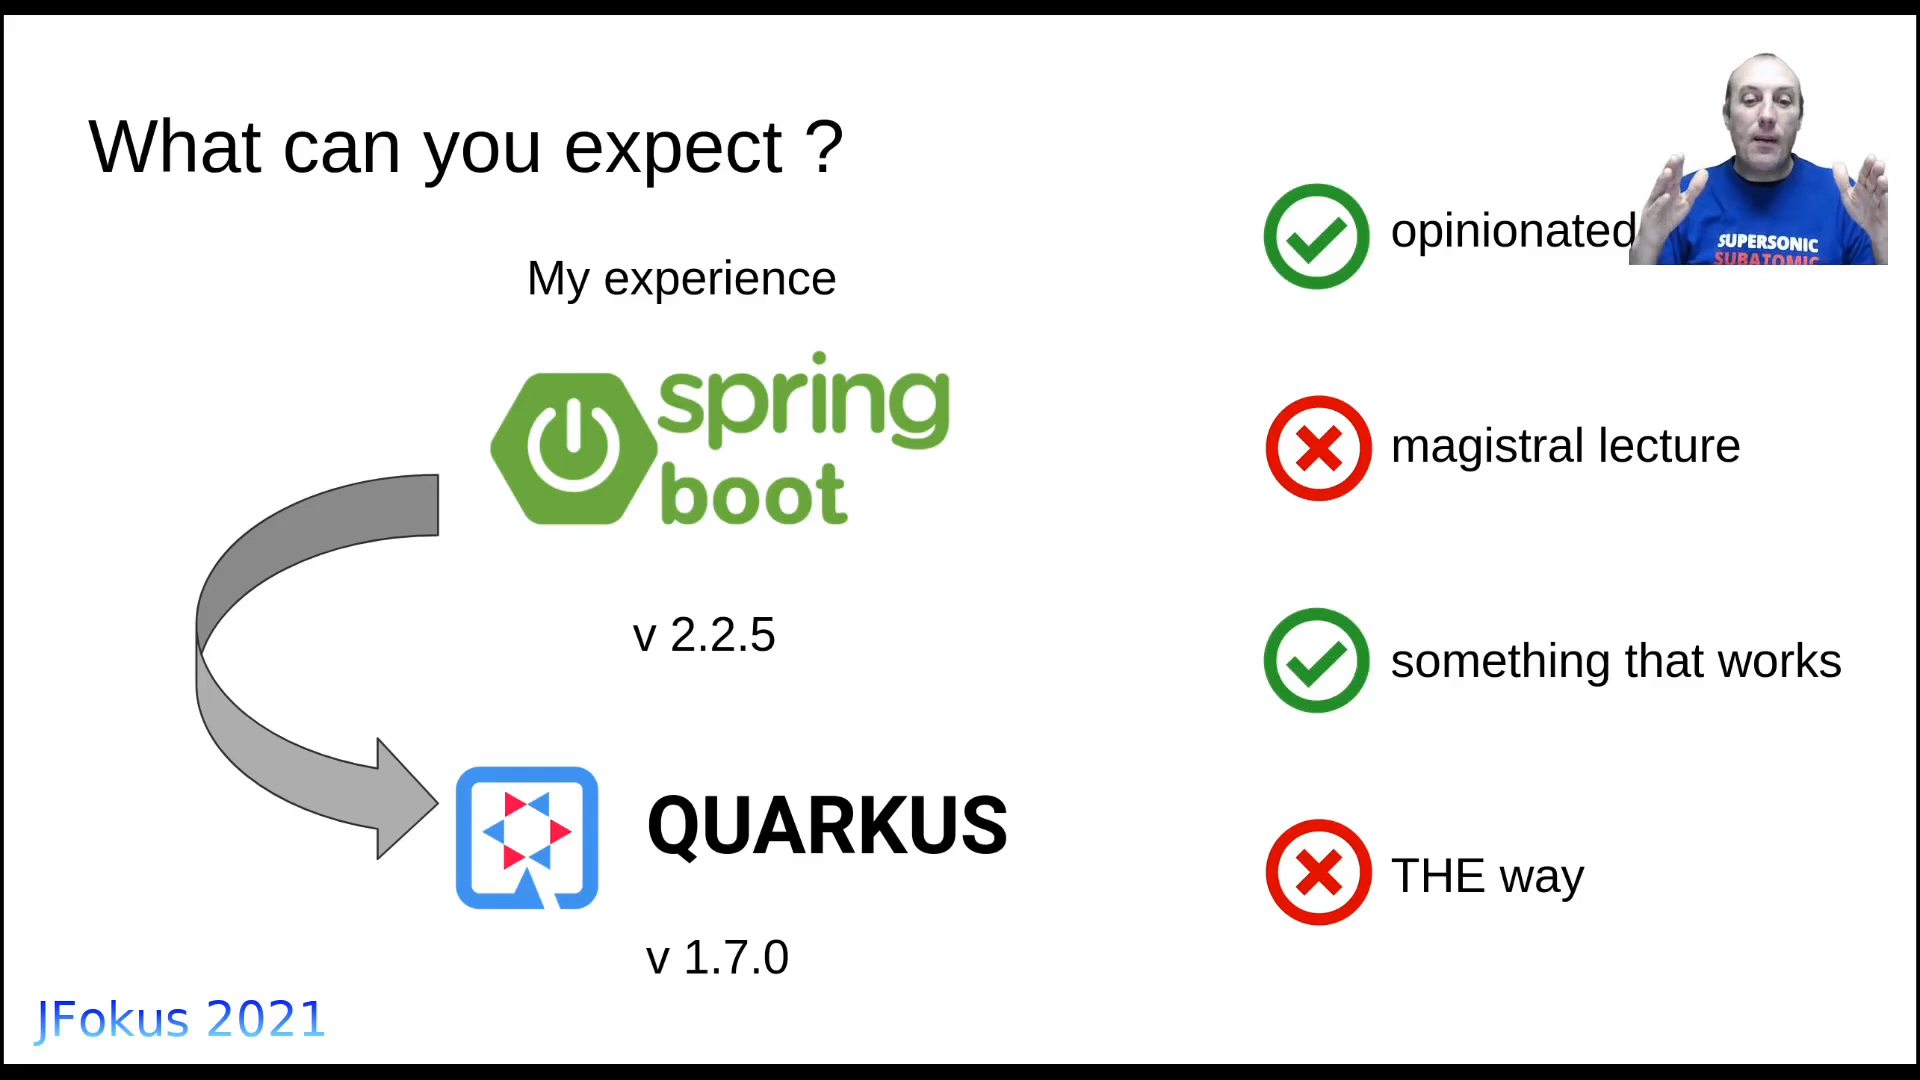 What can you expect ?
My experience
spring
boot
v 2.2.5
QUARKUS
v 1.7.0
opinionated
magistral lecture
something that works
THE way
SUPERSONIC
SUBATOMIC
JFokus 2021